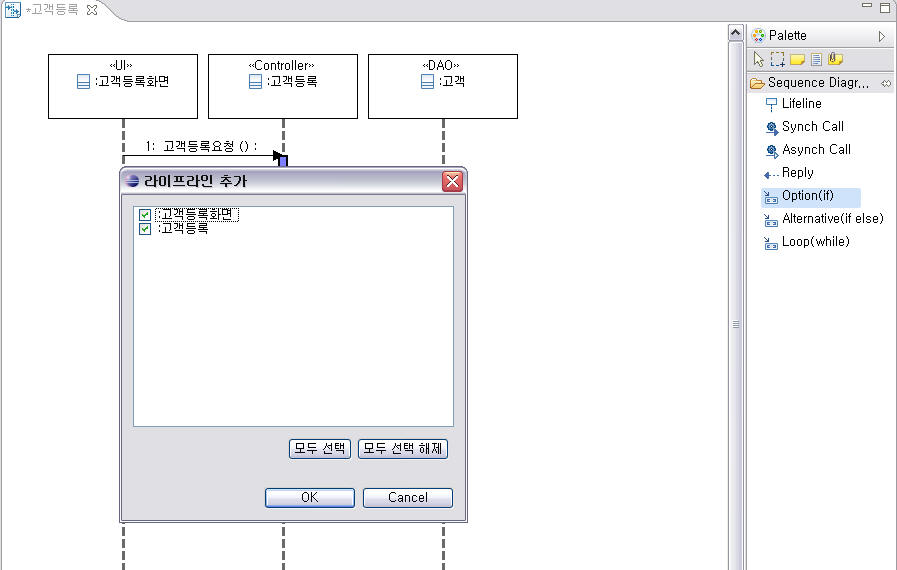 *고객등록
«UI»
:고객등록화면
«Controller»
:고객등록
«DAO»
:고객
1: 고객등록요청 () :
라이프라인 추가
:고객등록화면
:고객등록
모두 선택
모두 선택 해제
OK
Cancel
Palette
Sequence Diagr...
Lifeline
Synch Call
Asynch Call
Reply
Option(if)
Alternative(if else)
Loop(while)